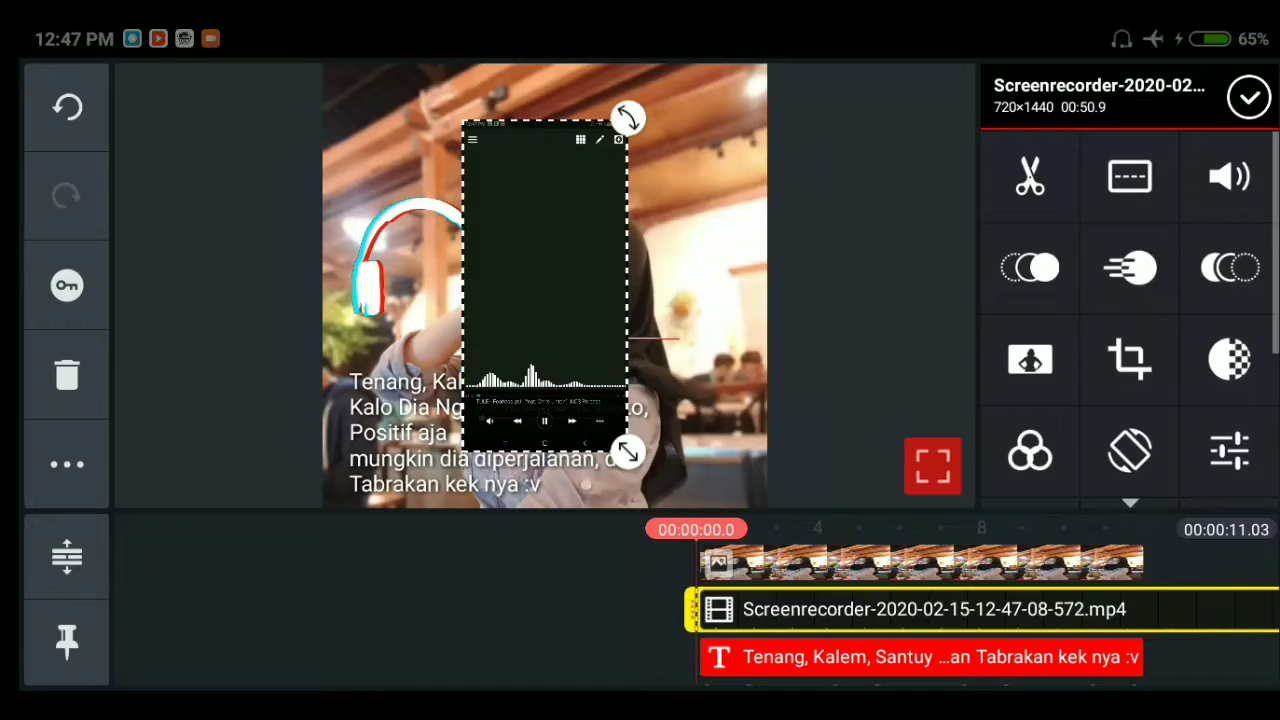 12:47 PM
65%
Screenrecorder-2020-02...
720×1440 00:50.9
Tenang, Kal
Kalo Dia Ng
o,
Positif aja
mungkin dia diperjalanan, d
Tabrakan kek nya :v
00:00:00.0
4
8
00:00:11.03
Screenrecorder-2020-02-15-12-47-08-572.mp4
T Tenang, Kalem, Santuy ...an Tabrakan kek nya :v